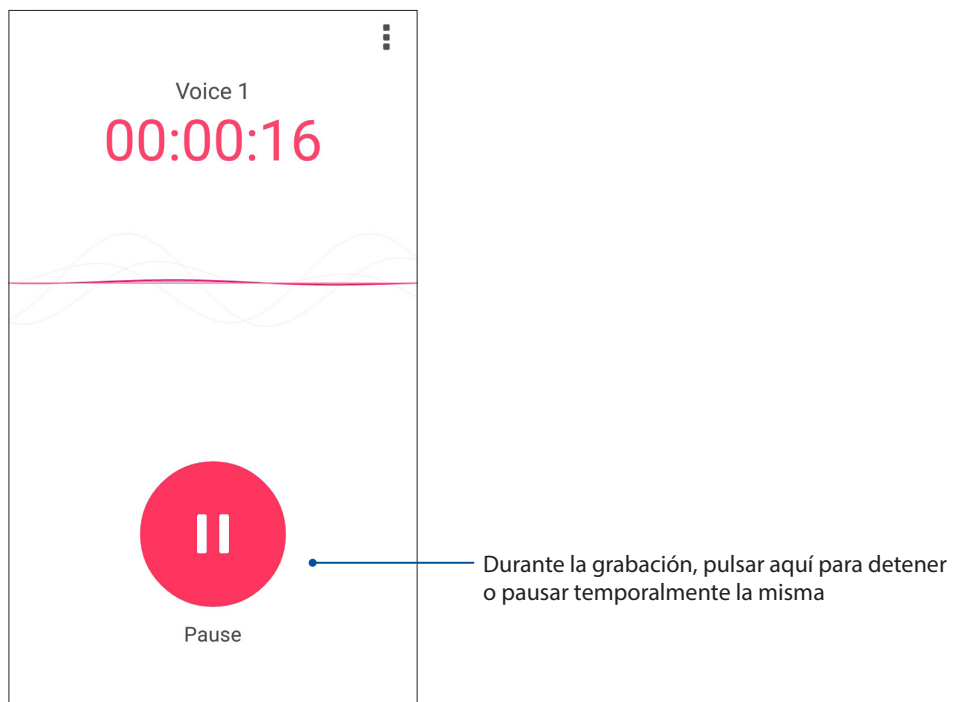 Voice 1
00:00:16
Durante la grabación, pulsar aquí para detener
o pausar temporalmente la misma
Pause